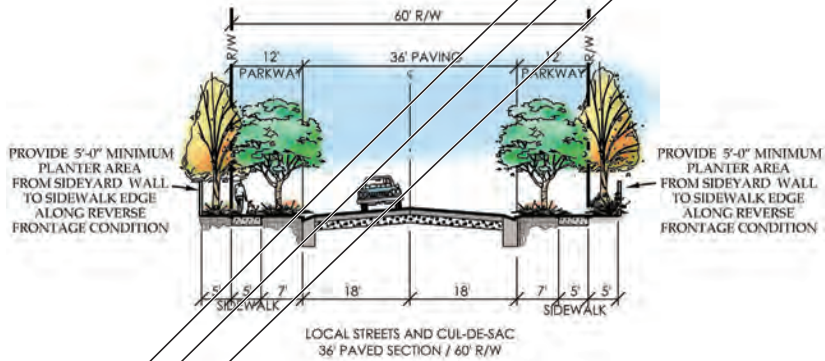 60' R/W
R/W
R/W
12'
36' PAVING
12'
PARKWAY
PARKWAY
PROVIDE 5'-0" MINIMUM
PLANTER AREA
FROM SIDEYARD WALL
TO SIDEWALK EDGE
ALONG REVERSE
FRONTAGE CONDITION
PROVIDE 5'-0" MINIMUM
PLANTER AREA
FROM SIDEYARD WALL
TO SIDEWALK EDGE
ALONG REVERSE
FRONTAGE CONDITION
5' 5' 7' 18' 18' 7' 5' 5'
SIDEWALK
SIDEWALK
LOCAL STREETS AND CUL-DE-SAC
36' PAVED SECTION / 60' R/W